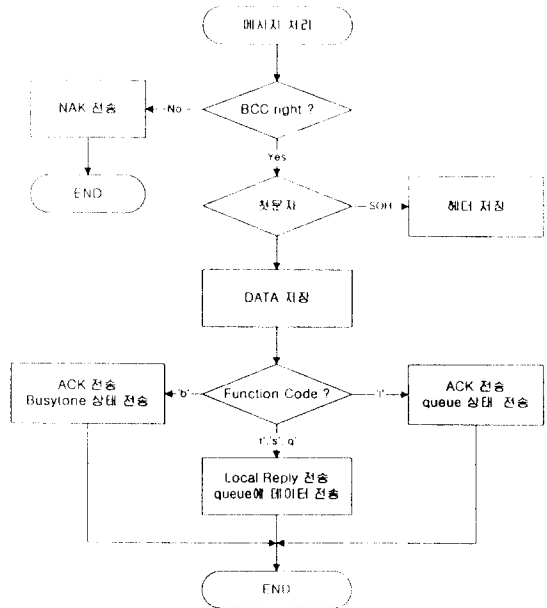 메시지 처리
BCC right ?
No
NAK 전송
END
Yes
첫문자
SOH
헤더 저장
DATA 저장
Function Code ?
'b'
ACK 전송
Busytone 상태 전송
ACK 전송
queue 상태 전송
Local Reply 전송
queue에 데이터 전송
END